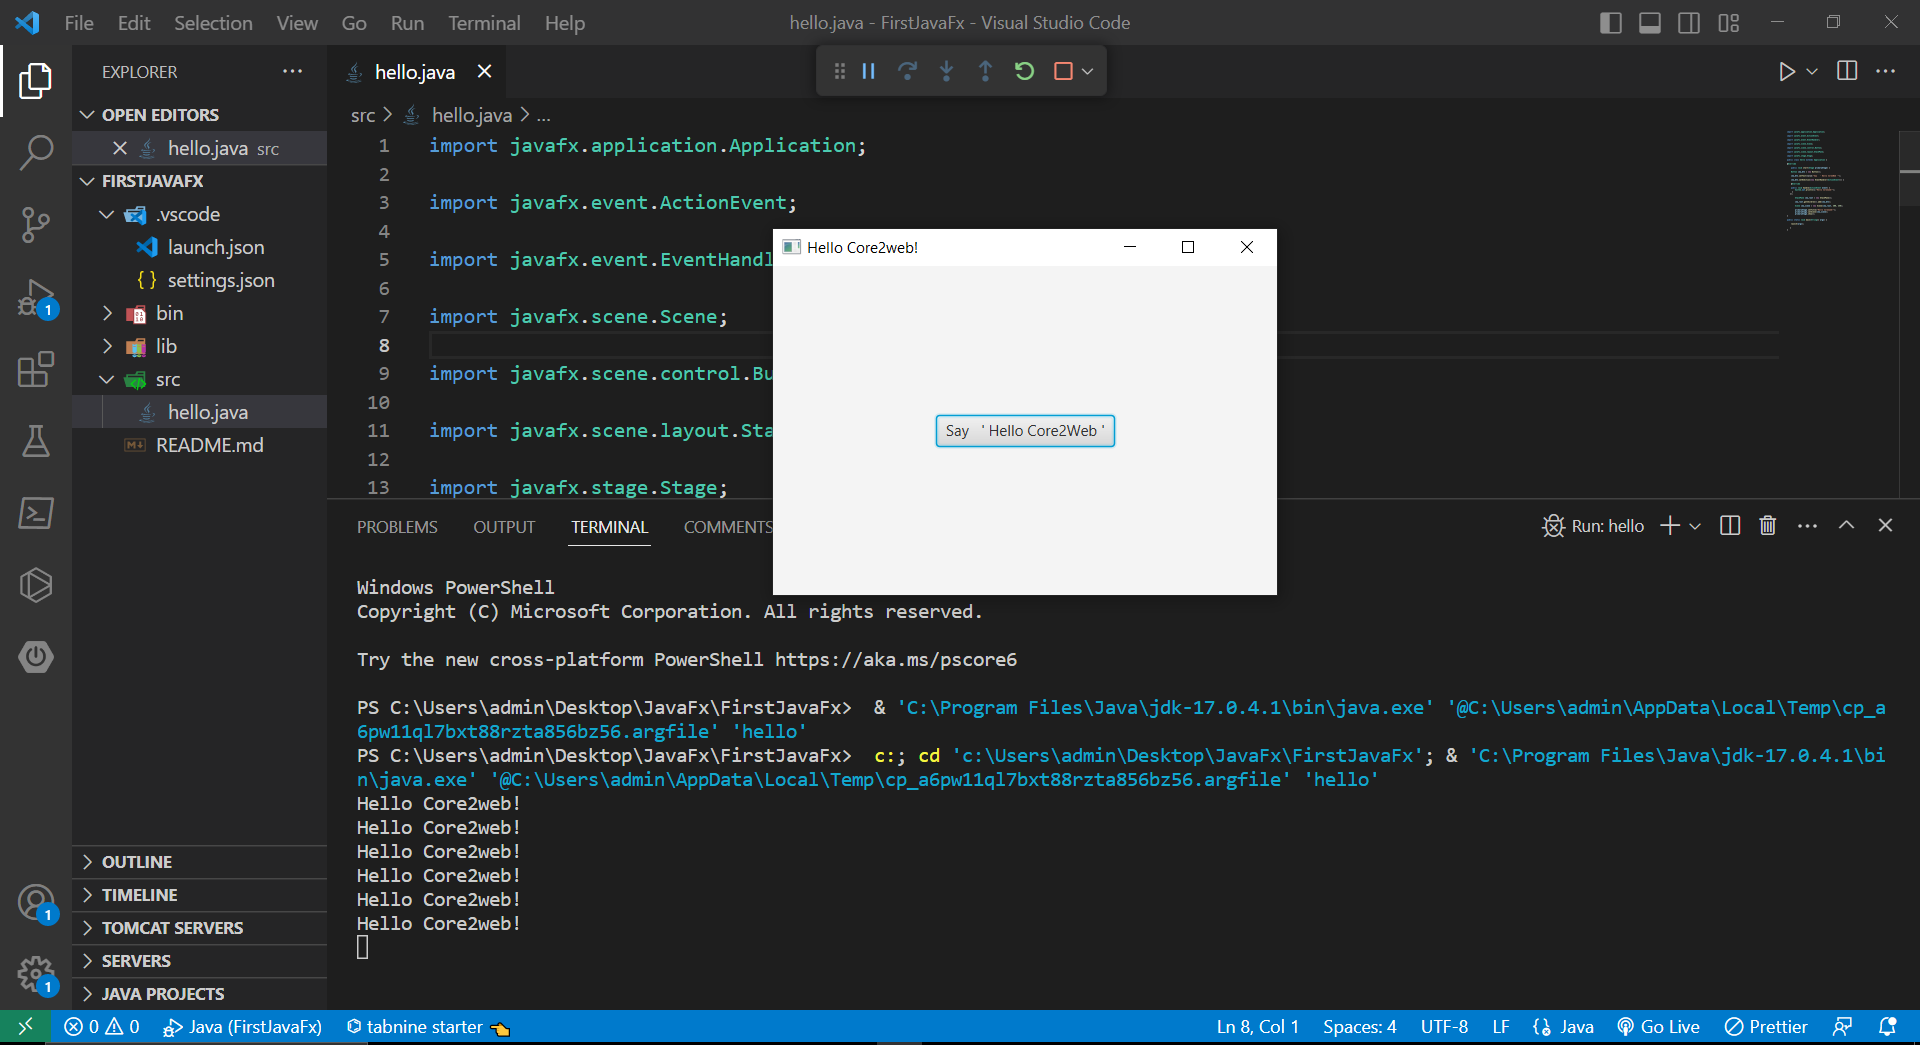 File Edit Selection View Go Run Terminal Help
hello.java - FirstJavaFx - Visual Studio Code
EXPLORER
OPEN EDITORS
hello.java src
FIRSTJAVAFX
.vscode
launch.json
settings.json
bin
lib
src
hello.java
README.md
OUTLINE
TIMELINE
TOMCAT SERVERS
SERVERS
JAVA PROJECTS
1
1
1
hello.java
src > hello.java > ...
1 import javafx.application.Application;
2
3 import javafx.event.ActionEvent;
4
5 import javafx.event.EventHandl
6
7 import javafx.scene.Scene;
8
9 import javafx.scene.control.Bu
10
11 import javafx.scene.layout.Sta
12
13 import javafx.stage.Stage;
Hello Core2web!
Say ' Hello Core2Web '
PROBLEMS OUTPUT TERMINAL COMMENTS
Run: hello
Windows PowerShell
Copyright (C) Microsoft Corporation. All rights reserved.
Try the new cross-platform PowerShell https://aka.ms/pscore6
PS C:\Users\admin\Desktop\JavaFx\FirstJavaFx> & 'C:\Program Files\Java\jdk-17.0.4.1\bin\java.exe' '@C:\Users\admin\AppData\Local\Temp\cp_a
6pw11ql7bxt88rzta856bz56.argfile' 'hello'
PS C:\Users\admin\Desktop\JavaFx\FirstJavaFx> c:; cd 'c:\Users\admin\Desktop\JavaFx\FirstJavaFx'; & 'C:\Program Files\Java\jdk-17.0.4.1\bi
n\java.exe' '@C:\Users\admin\AppData\Local\Temp\cp_a6pw11ql7bxt88rzta856bz56.argfile' 'hello'
Hello Core2web!
Hello Core2web!
Hello Core2web!
Hello Core2web!
Hello Core2web!
Hello Core2web!
0 0 Java (FirstJavaFx) tabnine starter
Ln 8, Col 1 Spaces: 4 UTF-8 LF Java Go Live Prettier